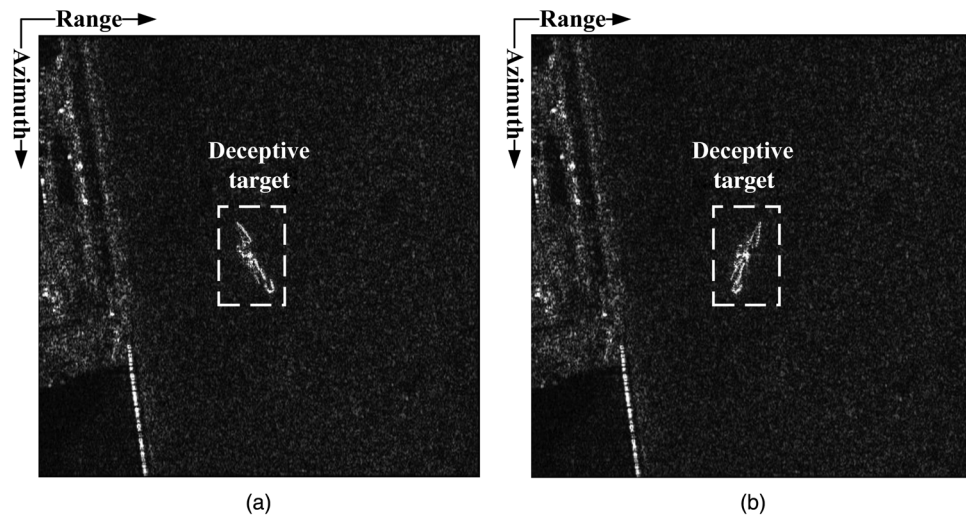 Range
Azimuth
Deceptive
target
(a)
Range
Azimuth
Deceptive
target
(b)